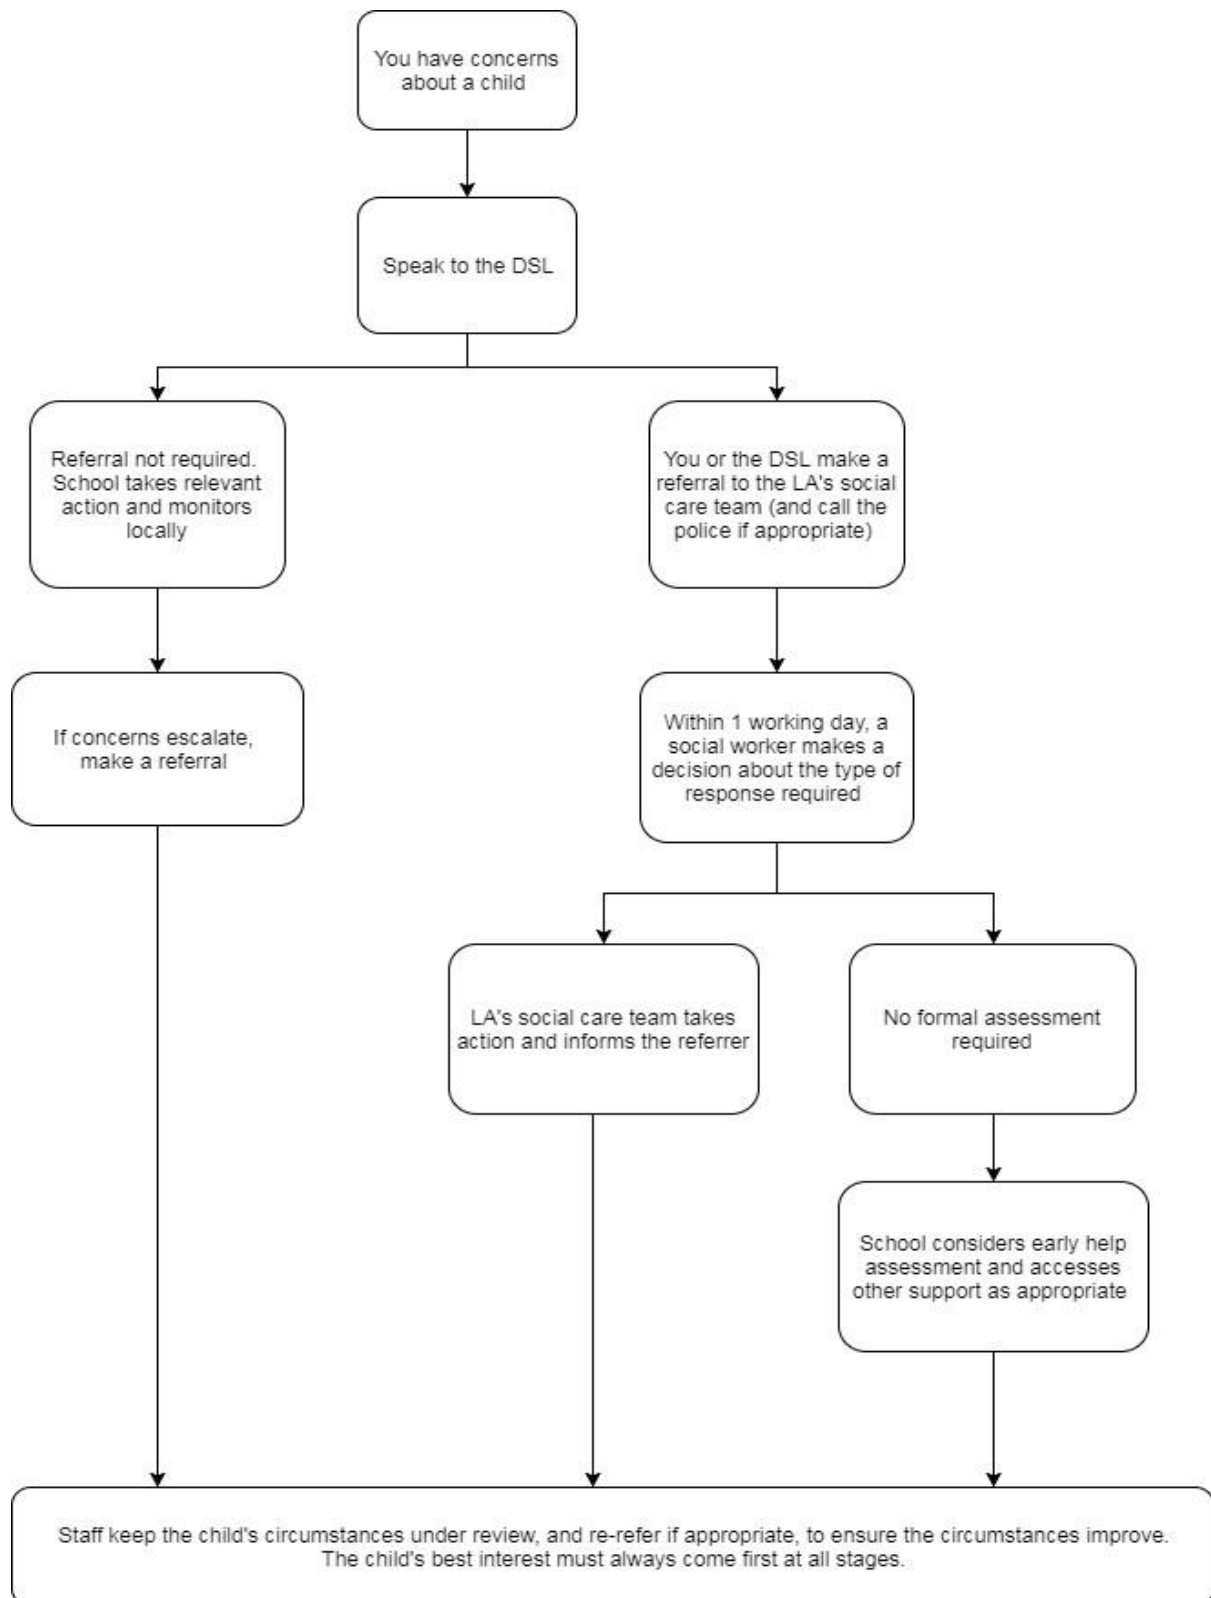 You have concerns
about a child
Speak to the DSL
Referral not required.
School takes relevant
action and monitors
locally
You or the DSL make a
referral to the LA's social
care team (and call the
police if appropriate)
If concerns escalate,
make a referral
Within 1 working day, a
social worker makes a
decision about the type of
response required
LA's social care team takes
action and informs the referrer
No formal assessment
required
School considers early help
assessment and accesses
other support as appropriate
Staff keep the child's circumstances under review, and re-refer if appropriate, to ensure the circumstances improve.
The child's best interest must always come first at all stages.